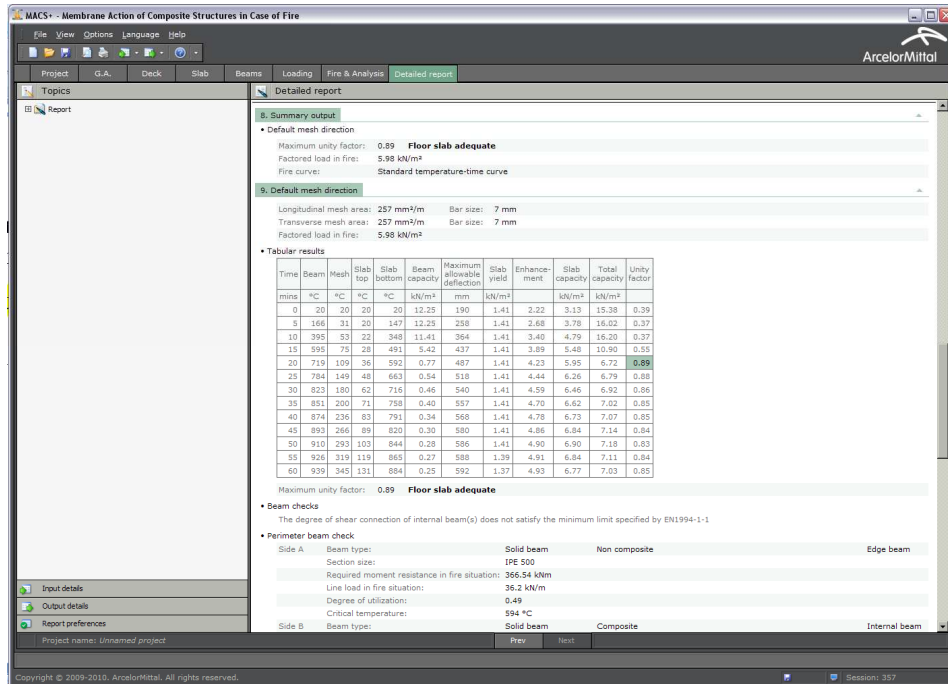 MACS+ - Membrane Action of Composite Structures in Case of Fire
File View Options Language Help
ArcelorMittal
Project G.A. Deck Slab Beams Loading Fire & Analysis Detailed report
Topics
Detailed report
Report
8. Summary output
• Default mesh direction
Maximum unity factor: 0.89 Floor slab adequate
Factored load in fire: 5.98 kN/m²
Fire curve: Standard temperature-time curve
9. Default mesh direction
Longitudinal mesh area: 257 mm²/m Bar size: 7 mm
Transverse mesh area: 257 mm²/m Bar size: 7 mm
Factored load in fire: 5.98 kN/m²
• Tabular results
Time Beam Mesh Slab top Slab bottom Beam capacity Maximum allowable deflection Slab yield Enhance-ment Slab capacity Total capacity Unity factor
mins °C °C °C °C kN/m² mm kN/m² kN/m² kN/m²
0 20 20 20 20 12.25 190 1.41 2.22 3.13 15.38 0.39
5 166 31 20 147 12.25 258 1.41 2.68 3.78 16.02 0.37
10 395 53 22 348 11.41 364 1.41 3.40 4.79 16.20 0.37
15 595 75 28 491 5.42 437 1.41 3.89 5.48 10.90 0.55
20 719 109 36 592 0.77 487 1.41 4.23 5.95 6.72 0.89
25 784 149 48 663 0.54 518 1.41 4.44 6.26 6.79 0.88
30 823 180 62 716 0.46 540 1.41 4.59 6.46 6.92 0.86
35 851 200 71 758 0.40 557 1.41 4.70 6.62 7.02 0.85
40 874 236 83 791 0.34 568 1.41 4.78 6.73 7.07 0.85
45 893 266 89 820 0.30 580 1.41 4.86 6.84 7.14 0.84
50 910 293 103 844 0.28 586 1.41 4.90 6.90 7.18 0.83
55 926 319 119 865 0.27 588 1.39 4.91 6.84 7.11 0.84
60 939 345 131 884 0.25 592 1.37 4.93 6.77 7.03 0.85
Maximum unity factor: 0.89 Floor slab adequate
• Beam checks
The degree of shear connection of internal beam(s) does not satisfy the minimum limit specified by EN1994-1-1
• Perimeter beam check
Side A Beam type: Solid beam Non composite Edge beam
Section size: IPE 500
Required moment resistance in fire situation: 366.54 kNm
Line load in fire situation: 36.2 kN/m
Degree of utilization: 0.49
Critical temperature: 594 °C
Side B Beam type: Solid beam Composite Internal beam
Input details
Output details
Report preferences
Project name: Unnamed project
Prev Next
Copyright © 2009-2010. ArcelorMittal. All rights reserved.
Session: 357